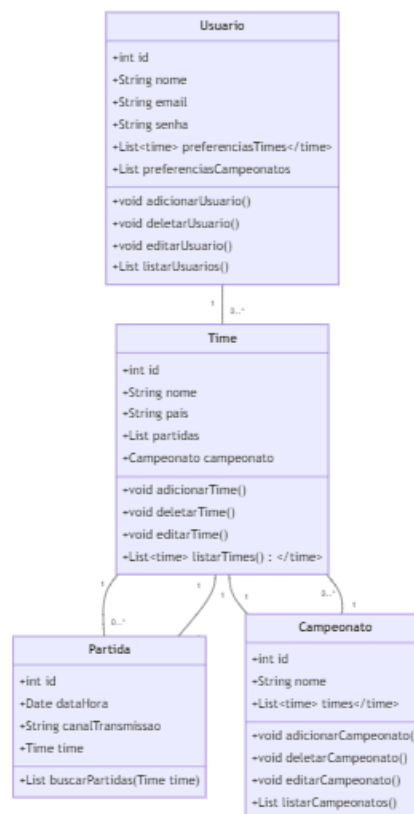 Usuario
+int id
+String nome
+String email
+String senha
+List<time> preferenciasTimes</time>
+List preferenciasCampeonatos
+void adicionarUsuario()
+void deletarUsuario()
+void editarUsuario()
+List listarUsuarios()
1
0..*
Time
+int id
+String nome
+String pais
+List partidas
+Campeonato campeonato
+void adicionarTime()
+void deletarTime()
+void editarTime()
+List<time> listarTimes() : </time>
1
1
1
0..*
0..*
1
Partida
+int id
+Date dataHora
+String canalTransmissao
+Time time
+List buscarPartidas(Time time)
Campeonato
+int id
+String nome
+List<time> times</time>
+void adicionarCampeonato(
+void deletarCampeonato()
+void editarCampeonato()
+List listarCampeonatos()